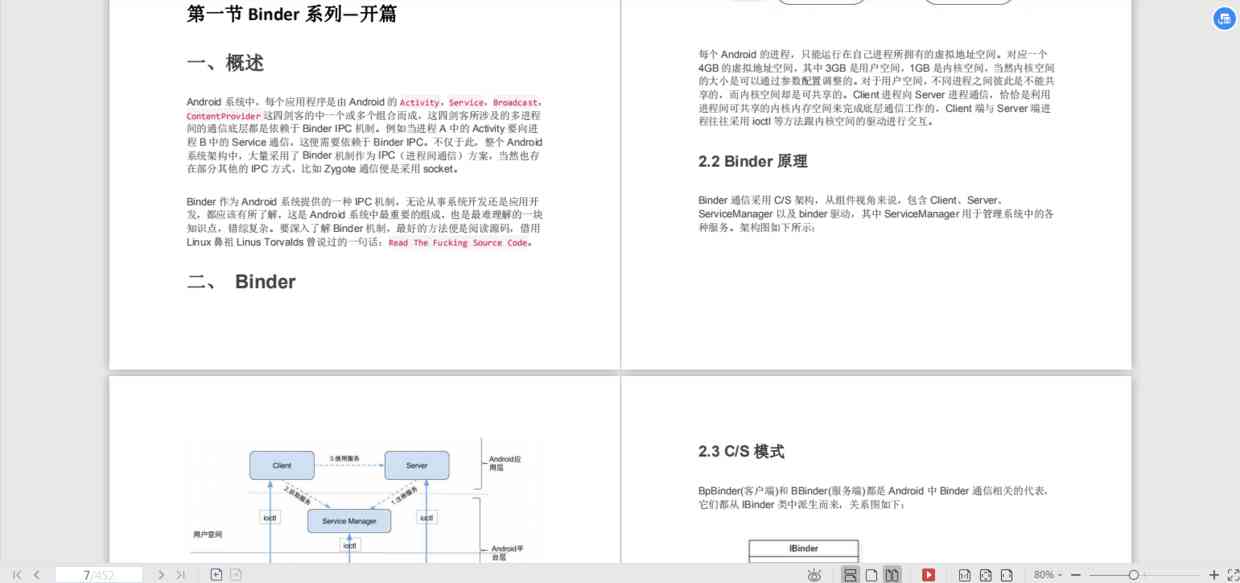 第一节 Binder 系列—开篇
一、概述
Android 系统中，每个应用程序是由 Android 的 Activity，Service，Broadcast，
ContentProvider 这四剑客的中一个或多个组合而成，这四剑客所涉及的多进程
间的通信底层都是依赖于 Binder IPC 机制。例如当进程 A 中的 Activity 要向进
程 B 中的 Service 通信，这便需要依赖于 Binder IPC。不仅于此，整个 Android
系统架构中，大量采用了 Binder 机制作为 IPC（进程间通信）方案，当然也存
在部分其他的 IPC 方式，比如 Zygote 通信便是采用 socket。
Binder 作为 Android 系统提供的一种 IPC 机制，无论从事系统开发还是应用开
发，都应该有所了解，这是 Android 系统中最重要的组成，也是最难理解的一块
知识点，错综复杂。要深入了解 Binder 机制，最好的方法便是阅读源码，借用
Linux 鼻祖 Linus Torvalds 曾说过的一句话：Read The Fucking Source Code。
二、 Binder
每个 Android 的进程，只能运行在自己进程所拥有的虚拟地址空间。对应一个
4GB 的虚拟地址空间，其中 3GB 是用户空间，1GB 是内核空间，当然内核空间
的大小是可以通过参数配置调整的。对于用户空间，不同进程之间彼此是不能共
享的，而内核空间却是可共享的。Client 进程向 Server 进程通信，恰恰是利用
进程间可共享的内核内存空间来完成底层通信工作的，Client 端与 Server 端进
程往往采用 ioctl 等方法跟内核空间的驱动进行交互。
2.2 Binder 原理
Binder 通信采用 C/S 架构，从组件视角来说，包含 Client、Server、
ServiceManager 以及 binder 驱动，其中 ServiceManager 用于管理系统中的各
种服务。架构图如下所示：
Client
3.使用服务
Server
Android应
用层
2.获取服务
1.注册服务
ioctl
Service Manager
ioctl
用户空间
ioctl
Android平
台层
2.3 C/S 模式
BpBinder(客户端)和 BBinder(服务端)都是 Android 中 Binder 通信相关的代表，
它们都从 IBinder 类中派生而来，关系图如下：
IBinder
7/452
80%